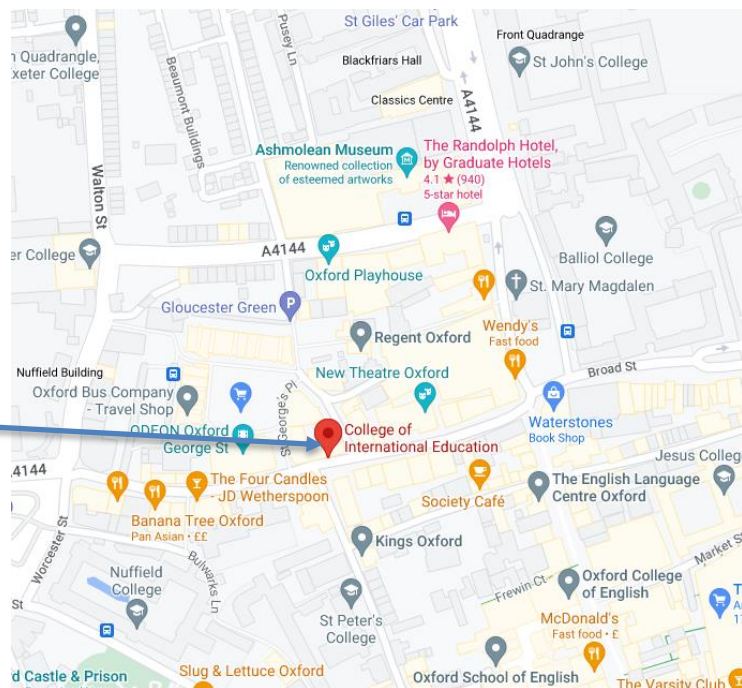 St Giles' Car Park
Pusey Ln
Front Quadrange
n Quadrangle,
xeter College
Beaumont Buildings
Blackfriars Hall
St John's College
A4144
Classics Centre
Ashmolean Museum
Renowned collection
of esteemed artworks
The Randolph Hotel,
by Graduate Hotels
4.1 ★ (940)
5-star hotel
Walton St
er College
A4144
Oxford Playhouse
Balliol College
St. Mary Magdalen
Gloucester Green
P
Regent Oxford
Wendy's
Fast food
Nuffield Building
New Theatre Oxford
Broad St
Oxford Bus Company
- Travel Shop
St George's Pl
Waterstones
Book Shop
ODEON Oxford
George St
College of
International Education
Jesus Colleg
4144
The Four Candles
- JD Wetherspoon
Society Café
The English Language
Centre Oxford
Banana Tree Oxford
Pan Asian · ££
Worcester St
Kings Oxford
Market S
Bulwarks Ln
Nuffield
College
Frewin Ct
Oxford College
of English
St
St Peter's
College
McDonald's
Fast food · £
T
A
1
d Castle & Prison
Slug & Lettuce Oxford
Oxford School of English
The Varsity Club